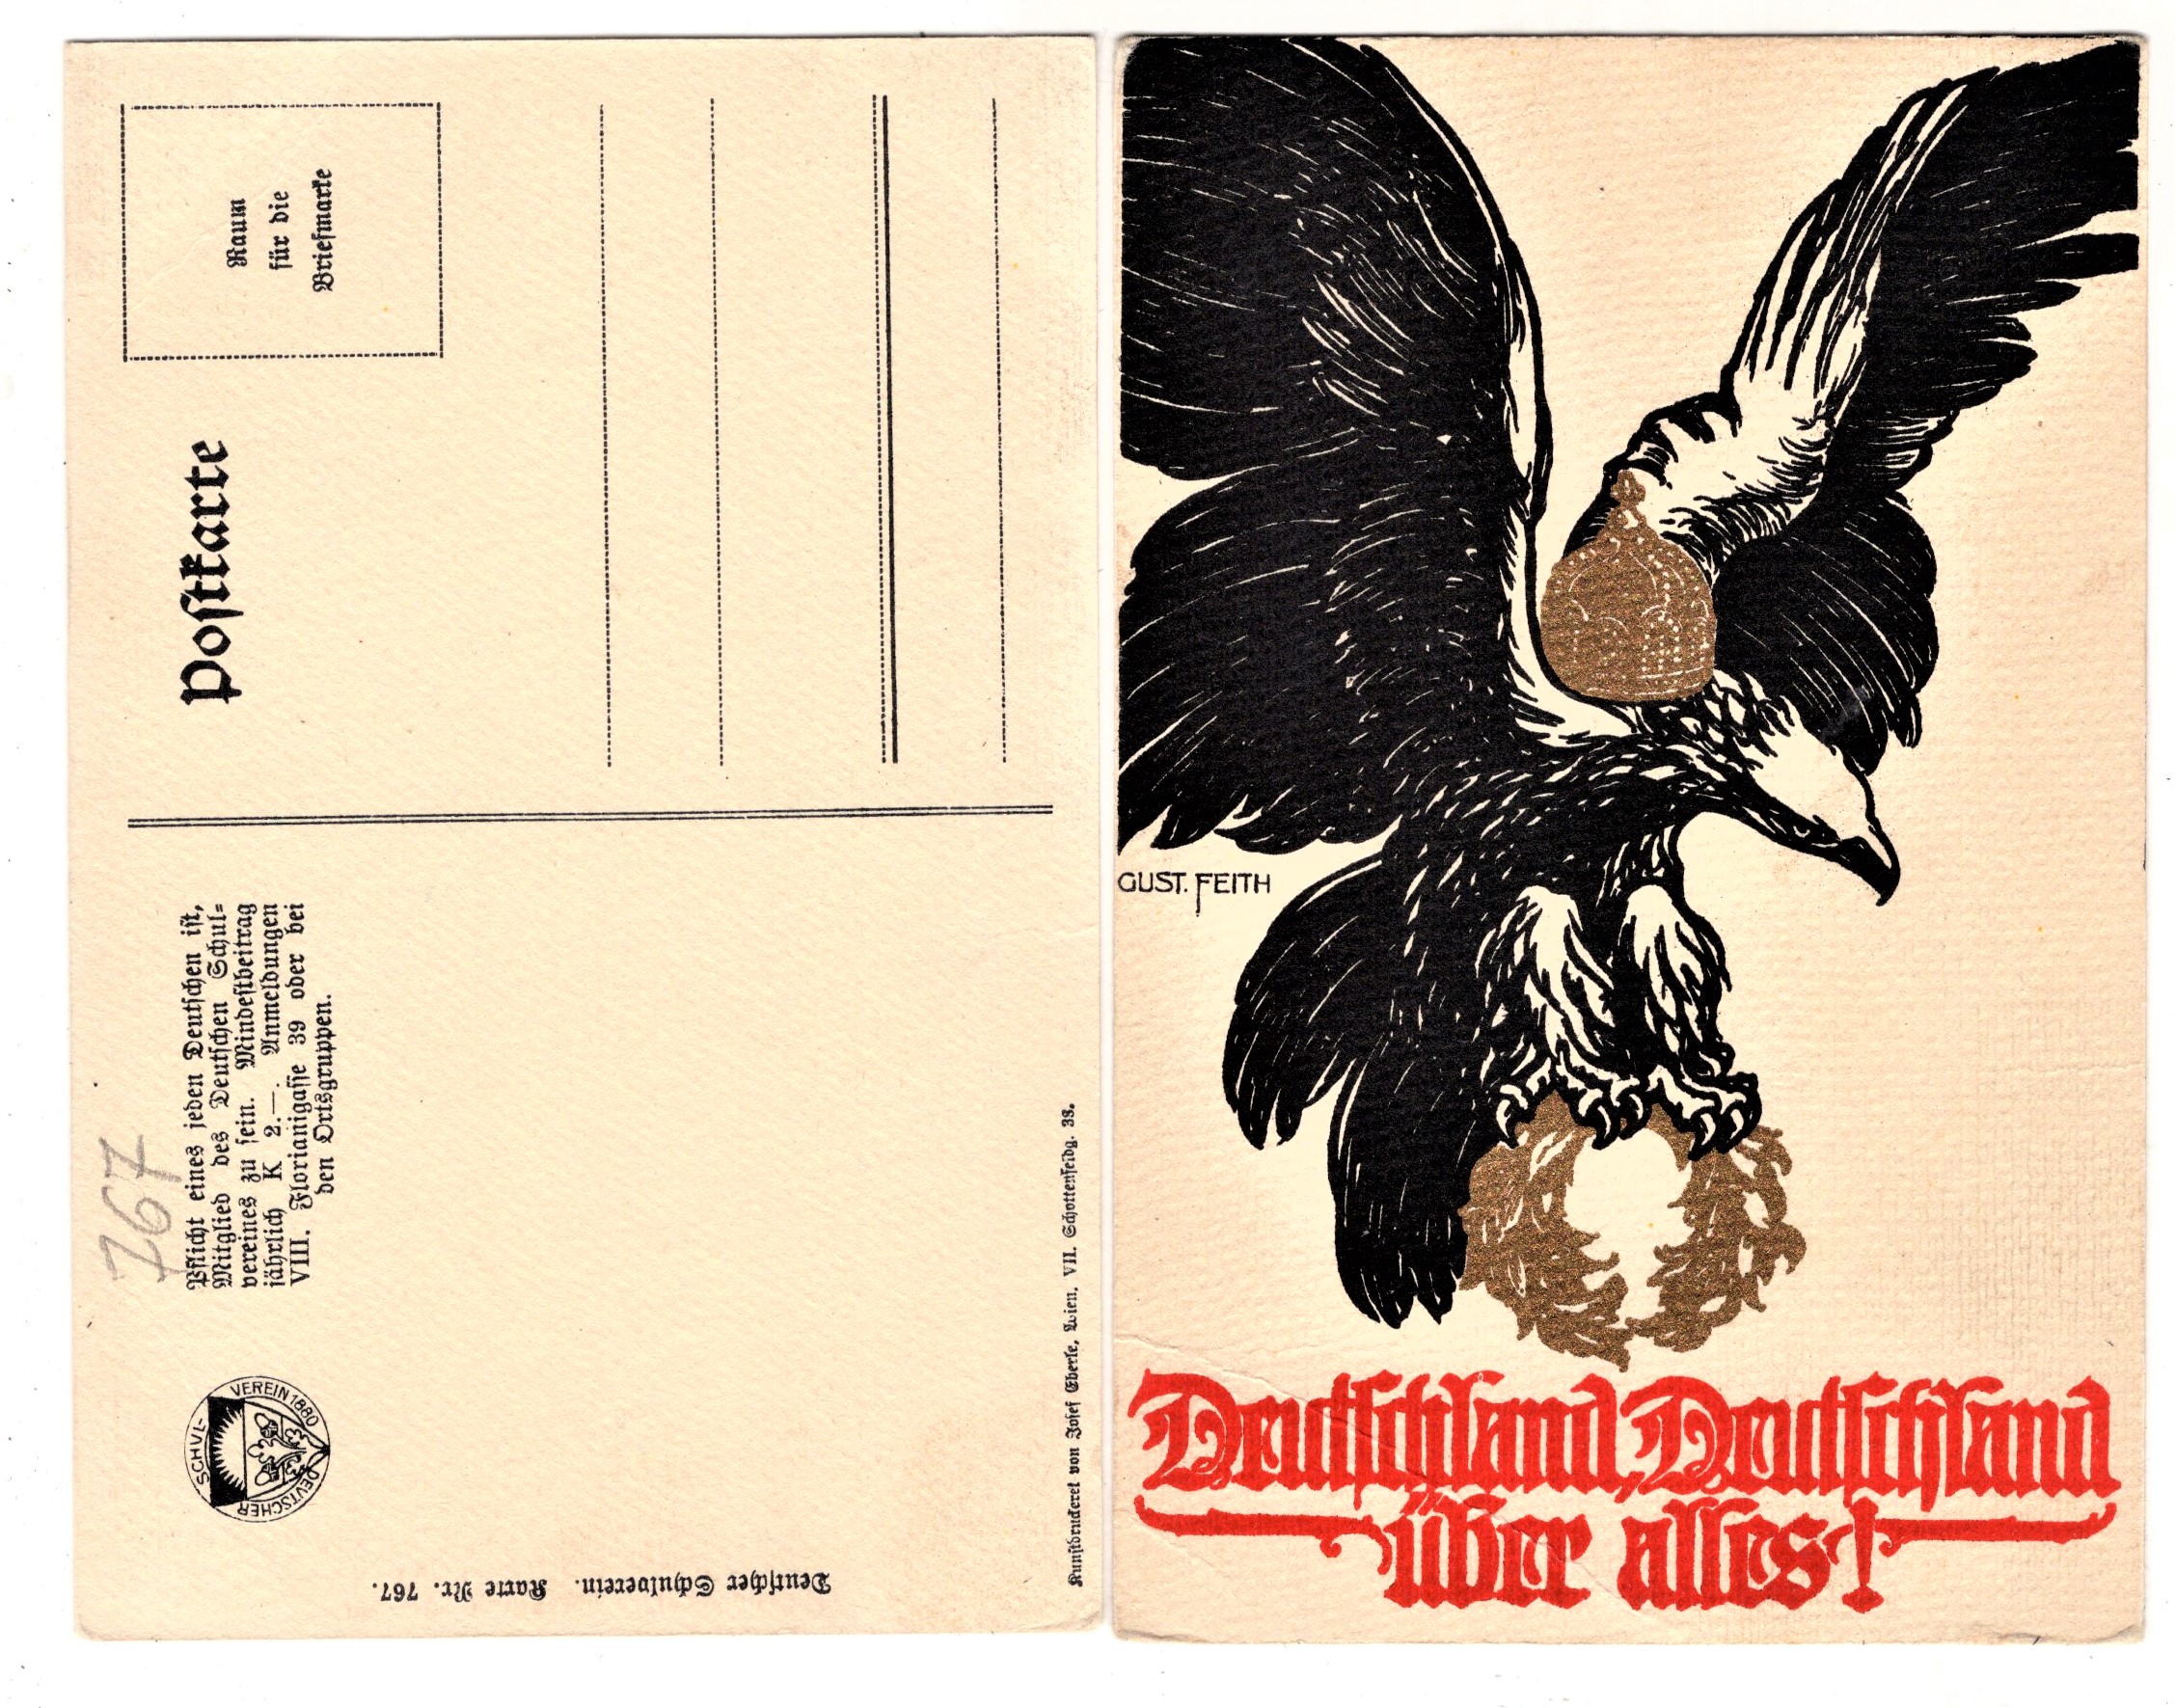 Postkarte
Raum
für die
Briefmarke
767
Pflicht eines jeden Deutschen ist,
Mitglied des Deutschen Schul-
vereines zu sein. Mindestbeitrag
jährlich K 2.—. Anmeldungen
VIII. Florianigasse 39 oder bei
den Ortsgruppen.
DEUTSCHER SCHUL-VEREIN 1880
Deutscher Schulverein. Karte Nr. 767.
Kunstdruckerei von Josef Eberle, Wien, VII. Schottenfeldg. 38.
GUST. FEITH
Deutschland, Deutschland
über alles!